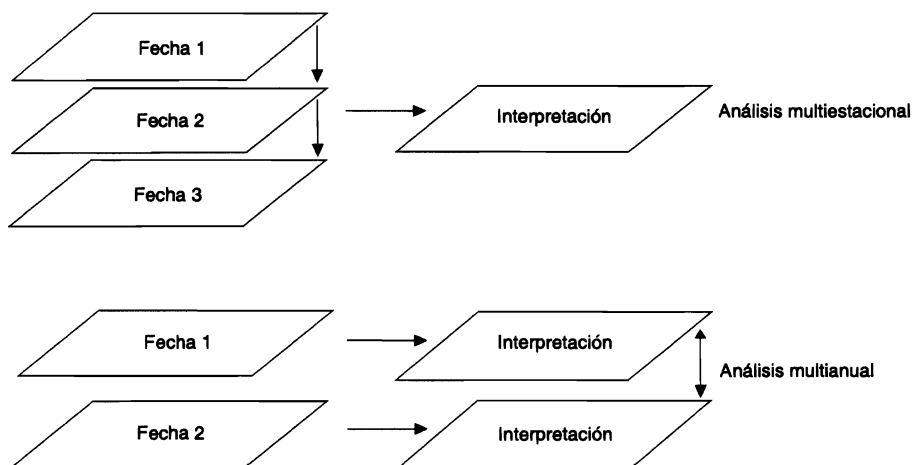 Fecha 1
Fecha 2
Interpretación
Análisis multiestacional
Fecha 3
Fecha 1
Interpretación
Análisis multianual
Fecha 2
Interpretación